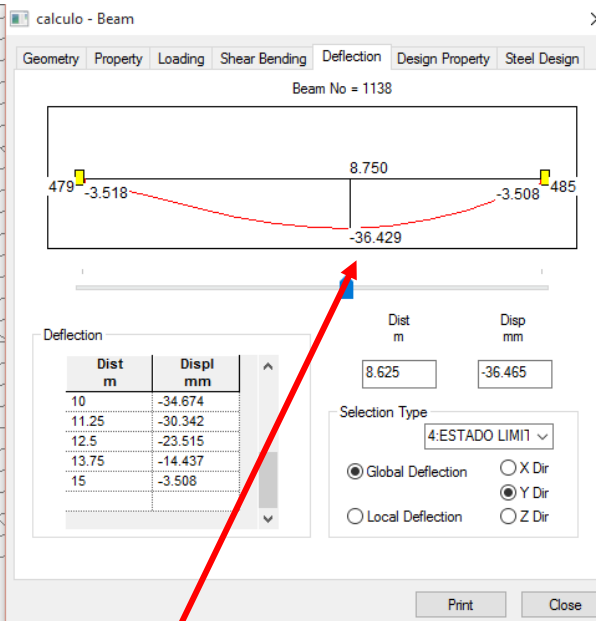 calculo - Beam
Geometry Property Loading Shear Bending Deflection Design Property Steel Design
Beam No = 1138
8.750
479 -3.518 -3.508 485
-36.429
Dist Disp
m mm
Deflection
8.625 -36.465
Dist Displ
m mm
10 -34.674
11.25 -30.342
12.5 -23.515
13.75 -14.437
15 -3.508
Selection Type
4:ESTADO LIMIT
Global Deflection X Dir
Y Dir
Local Deflection Z Dir
Print Close